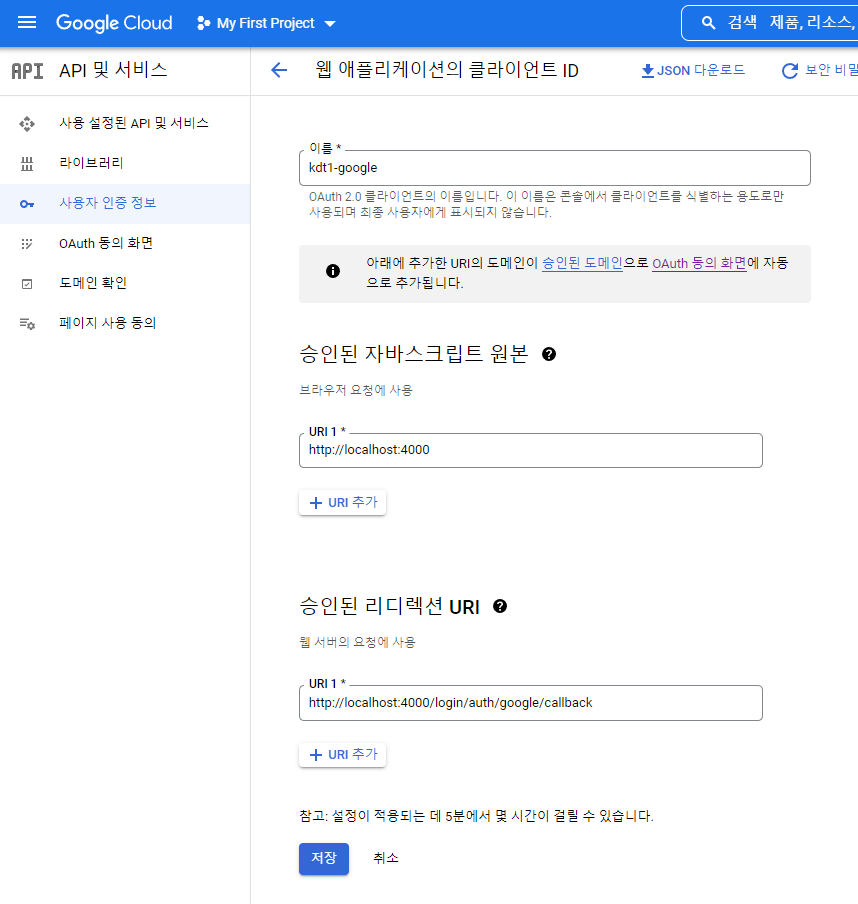 Google Cloud
My First Project
검색 제품, 리소스,
API API 및 서비스
웹 애플리케이션의 클라이언트 ID
JSON 다운로드
보안 비밀
사용 설정된 API 및 서비스
라이브러리
사용자 인증 정보
OAuth 동의 화면
도메인 확인
페이지 사용 동의
이름 *
kdt1-google
OAuth 2.0 클라이언트의 이름입니다. 이 이름은 콘솔에서 클라이언트를 식별하는 용도로만
사용되며 최종 사용자에게 표시되지 않습니다.
아래에 추가한 URI의 도메인이 승인된 도메인으로 OAuth 동의 화면에 자동
으로 추가됩니다.
승인된 자바스크립트 원본
브라우저 요청에 사용
URI 1 *
http://localhost:4000
URI 추가
승인된 리디렉션 URI
웹 서버의 요청에 사용
URI 1 *
http://localhost:4000/login/auth/google/callback
URI 추가
참고: 설정이 적용되는 데 5분에서 몇 시간이 걸릴 수 있습니다.
저장
취소